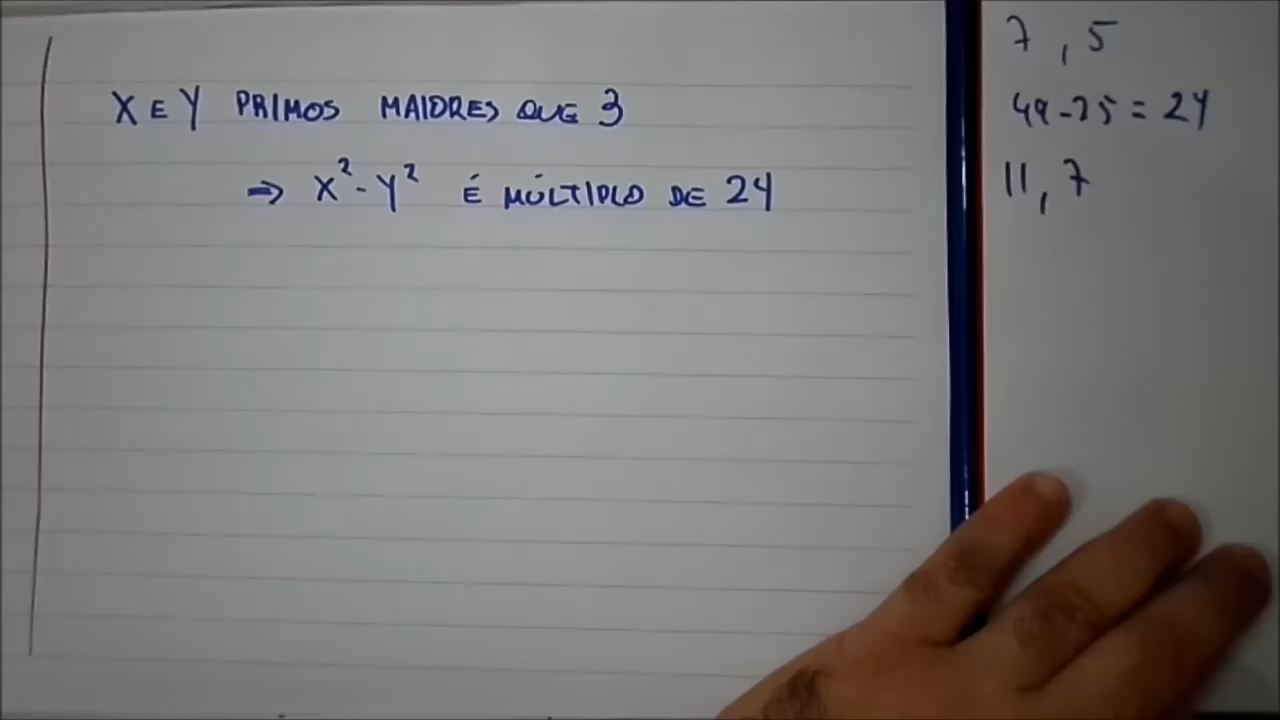 X E Y PRIMOS MAIORES QUE 3
⇒ X² - Y² É MÚLTIPLO DE 24
7 , 5
49 - 25 = 24
11 , 7